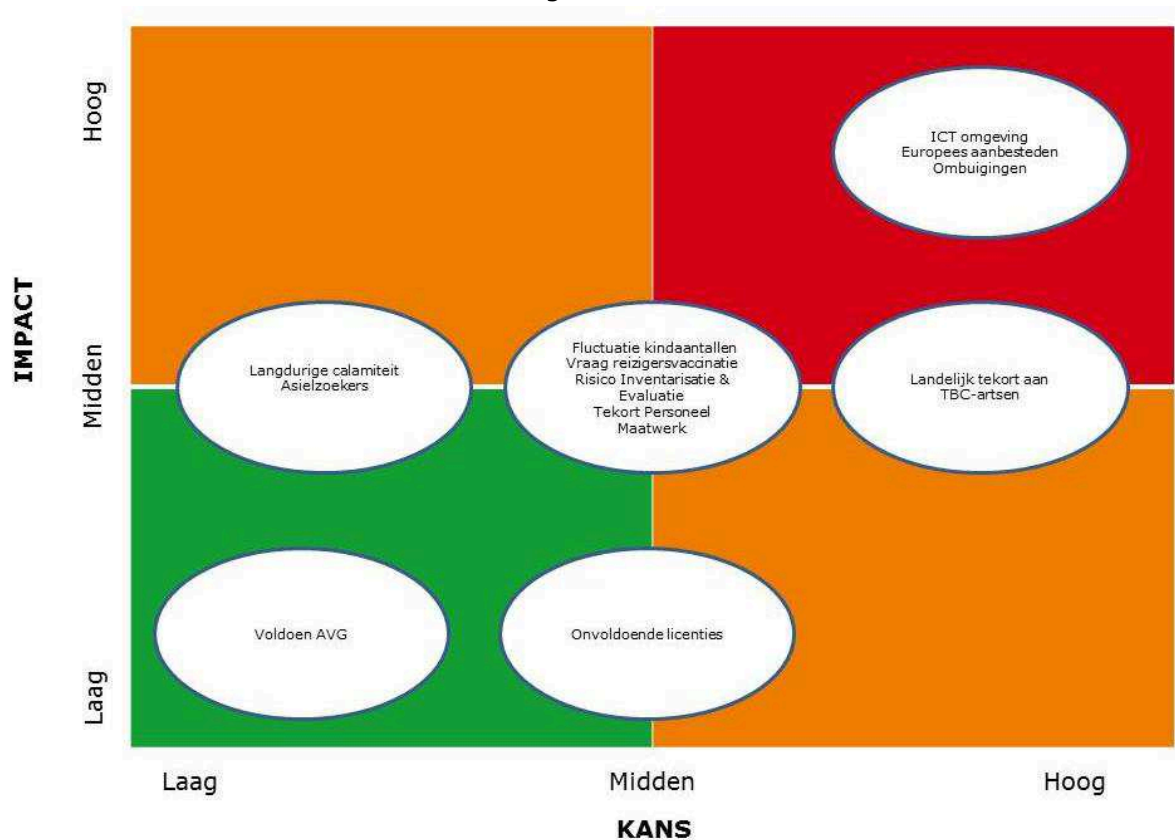 Hoog
ICT omgeving
Europees aanbesteden
Ombuigingen
IMPACT
Midden
Langdurige calamiteit
Asielzoekers
Fluctuatie kindaantallen
Vraag reizigersvaccinatie
Risico Inventarisatie &
Evaluatie
Tekort Personeel
Maatwerk
Landelijk tekort aan
TBC-artsen
Laag
Voldoen AVG
Onvoldoende licenties
Laag
Midden
Hoog
KANS